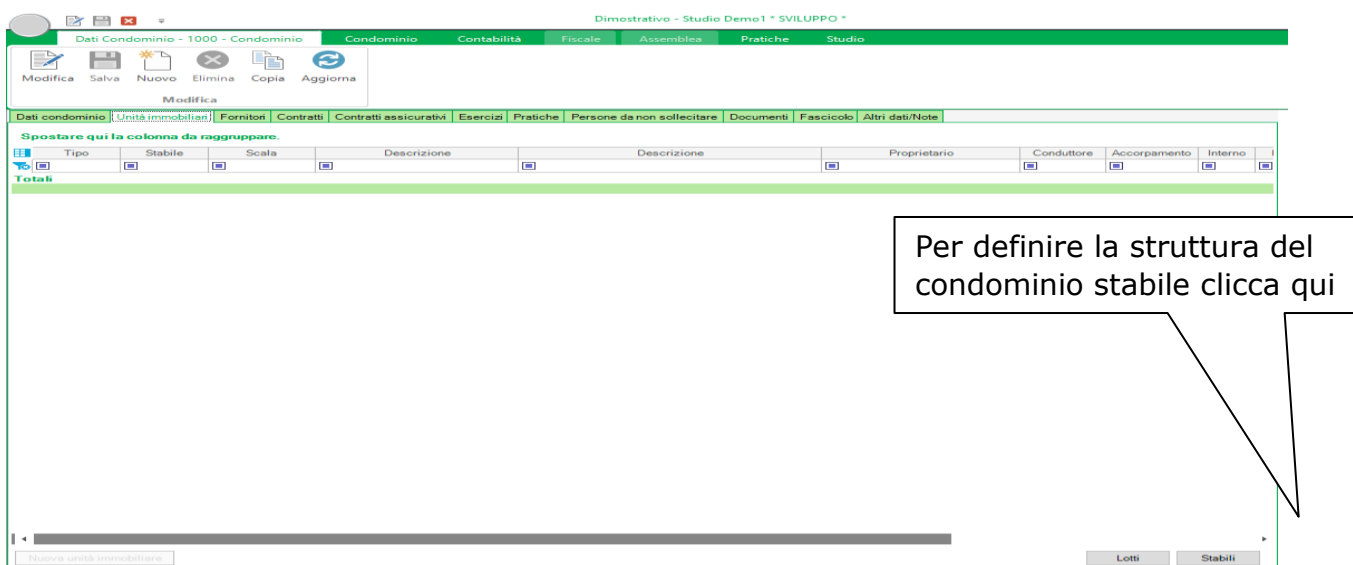 Dimostrativo - Studio Demo1 * SVILUPPO *
Dati Condominio - 1000 - Condominio Condominio Contabilità Fiscale Assemblea Pratiche Studio
Modifica Salva Nuovo Elimina Copia Aggiorna
Modifica
Dati condominio Unità immobiliari Fornitori Contratti Contratti assicurativi Esercizi Pratiche Persone da non sollecitare Documenti Fascicolo Altri dati/Note
Spostare qui la colonna da raggruppare.
Tipo Stabile Scala Descrizione Descrizione Proprietario Conduttore Accorpamento Interno
Totali
Per definire la struttura del
condominio stabile clicca qui
Nuova unità immobiliare Lotti Stabili